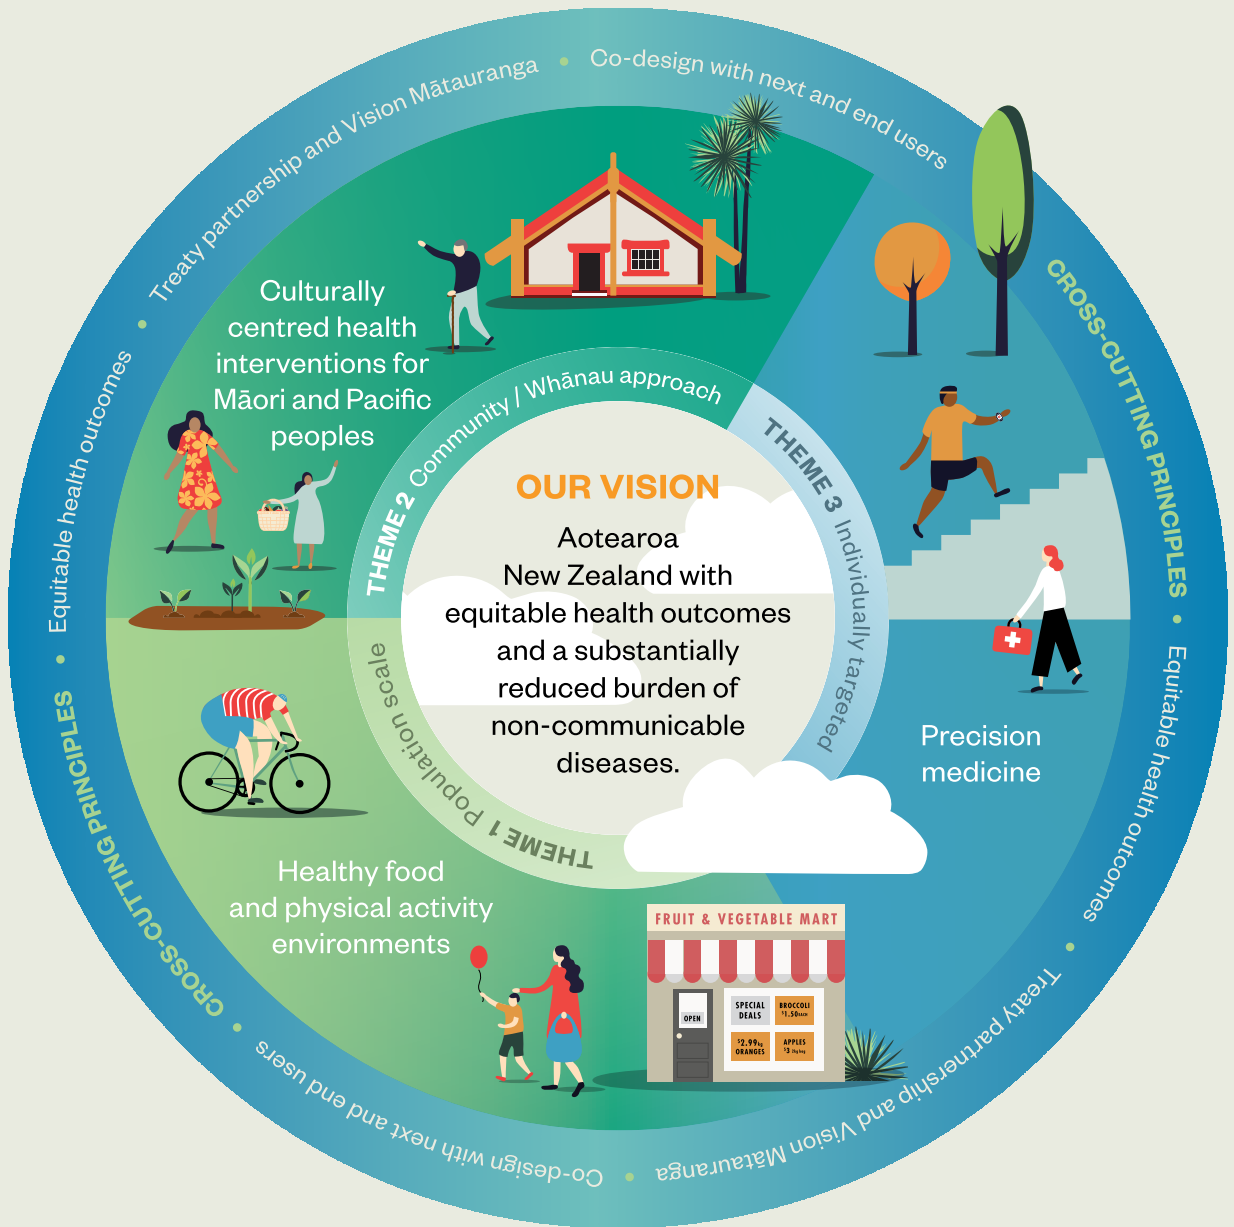 Treaty partnership and Vision Mātauranga • Co-design with next and end users
CROSS-CUTTING PRINCIPLES • Equitable health outcomes • Treaty partnership and Vision Mātauranga • Co-design with next and end users •
CROSS-CUTTING PRINCIPLES • Equitable health outcomes •
Culturally
centred health
interventions for
Māori and Pacific
peoples
THEME 2 Community / Whānau approach
THEME 3 Individually targeted
THEME 1 Population scale
OUR VISION
Aotearoa
New Zealand with
equitable health outcomes
and a substantially
reduced burden of
non-communicable
diseases.
Precision
medicine
Healthy food
and physical activity
environments
FRUIT & VEGETABLE MART
OPEN
SPECIAL
DEALS
BROCCOLI
$1.50EACH
$2.99kg
ORANGES
APPLES
$3